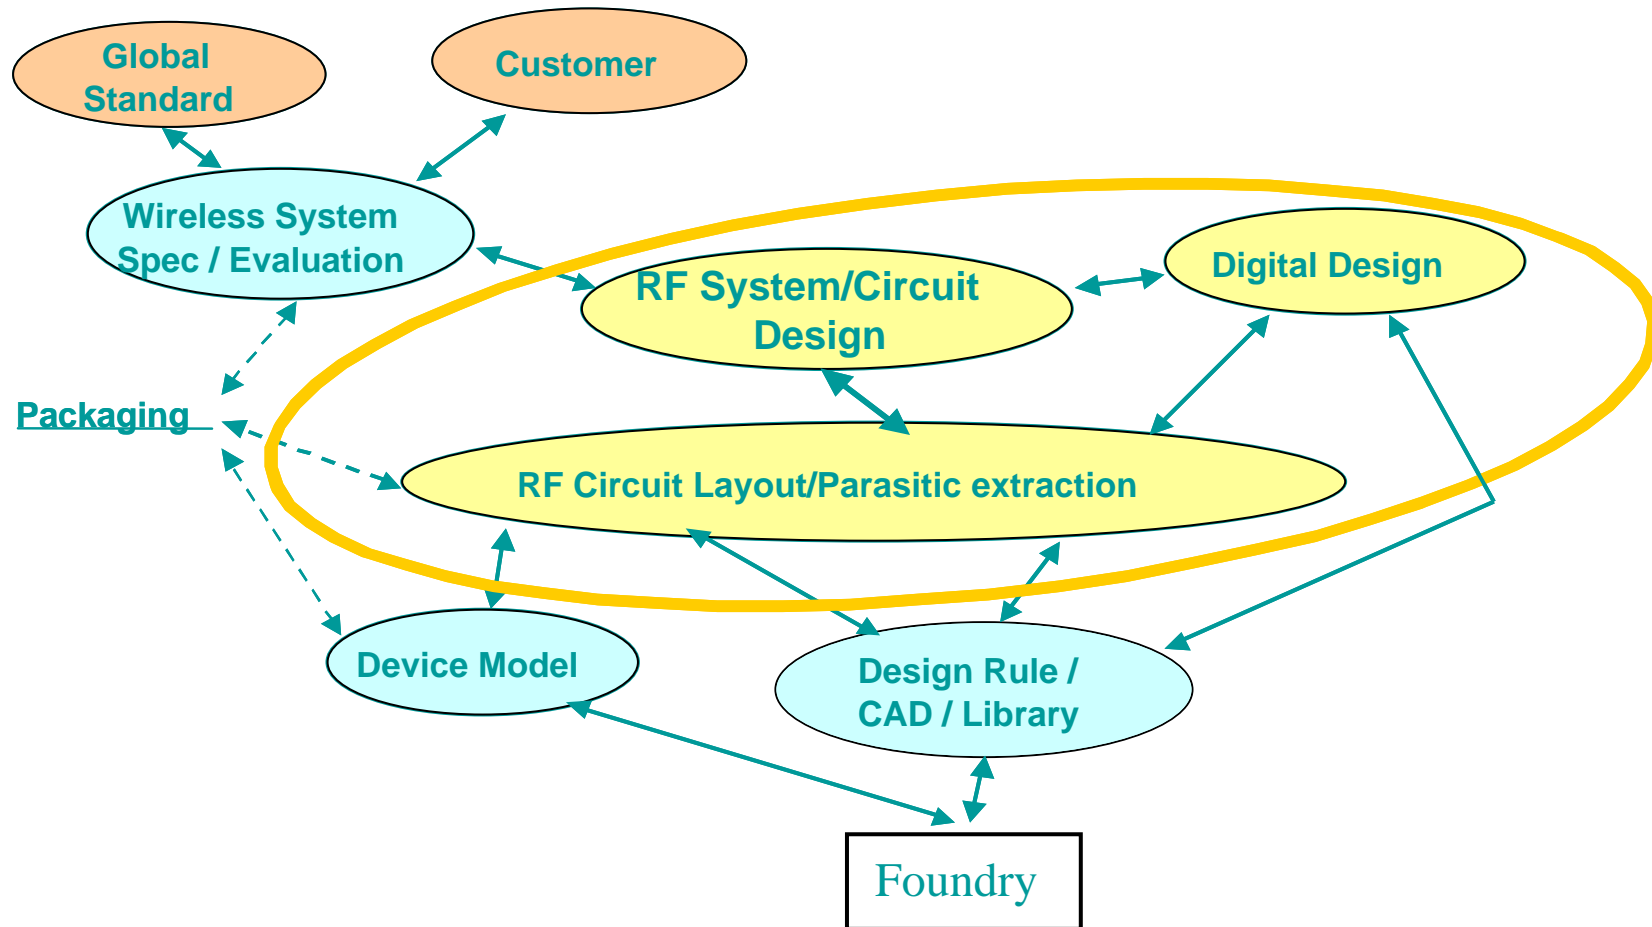 Global
Standard
Customer
Wireless System
Spec / Evaluation
RF System/Circuit
Design
Digital Design
Packaging
RF Circuit Layout/Parasitic extraction
Device Model
Design Rule /
CAD / Library
Foundry